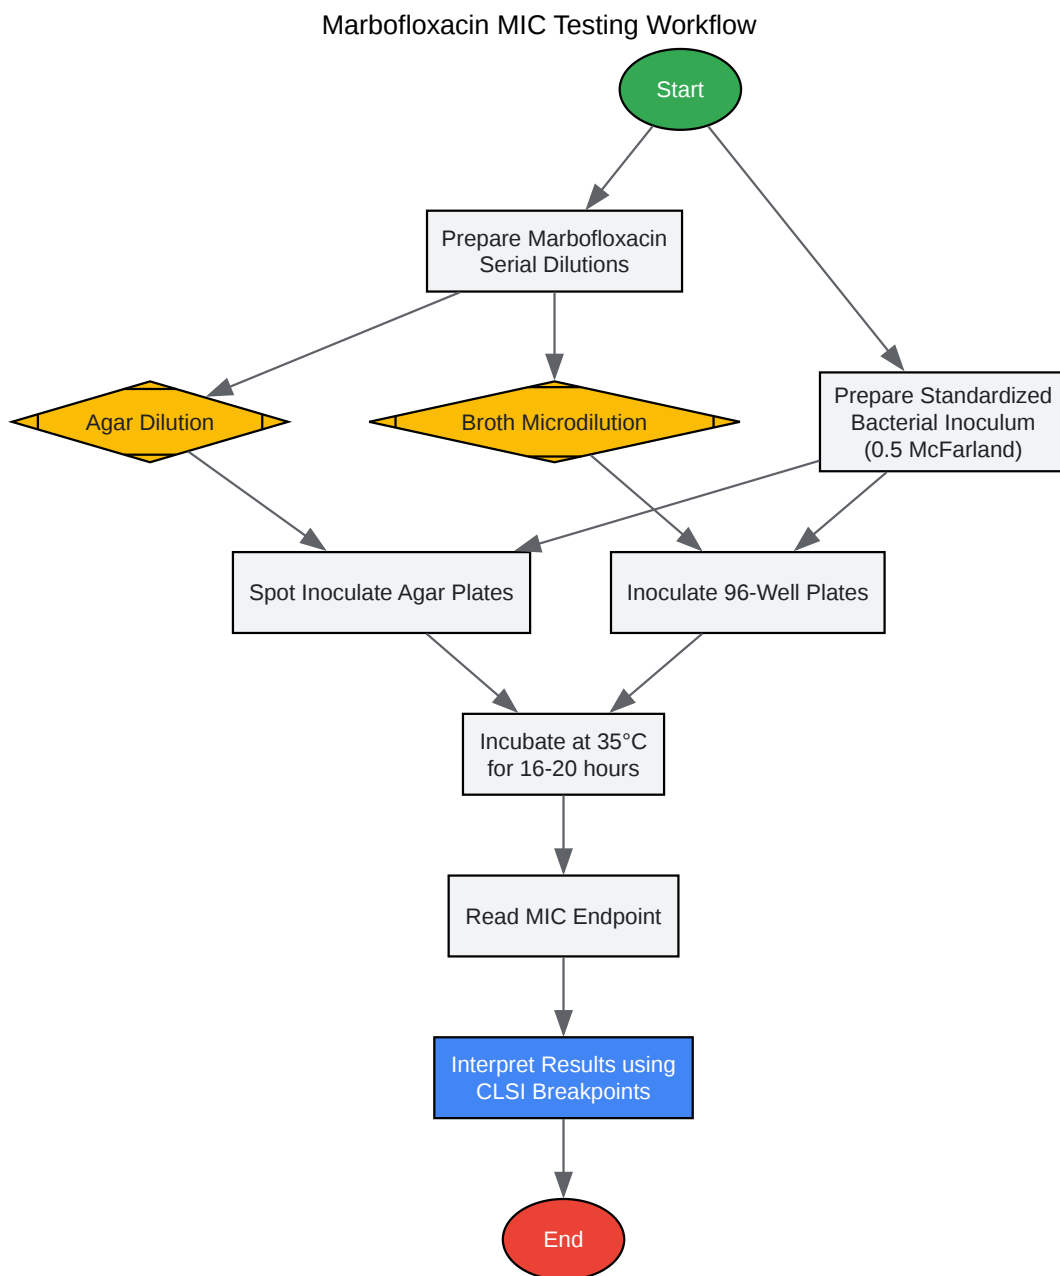 Marbofloxacin MIC Testing Workflow
Start
Prepare Marbofloxacin
Serial Dilutions
Agar Dilution
Broth Microdilution
Prepare Standardized
Bacterial Inoculum
(0.5 McFarland)
Spot Inoculate Agar Plates
Inoculate 96-Well Plates
Incubate at 35°C
for 16-20 hours
Read MIC Endpoint
Interpret Results using
CLSI Breakpoints
End